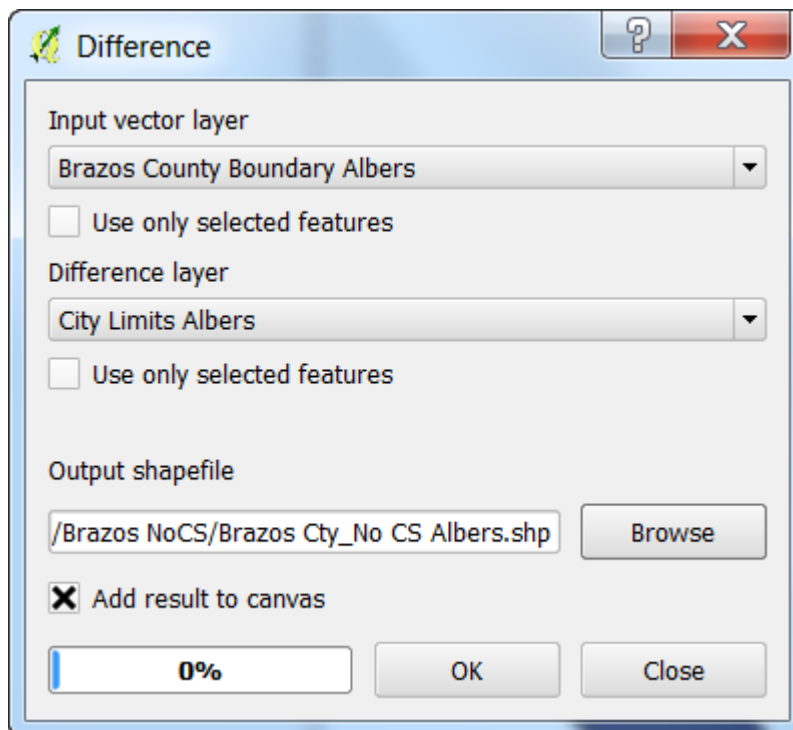 Difference
Input vector layer
Brazos County Boundary Albers
Use only selected features
Difference layer
City Limits Albers
Use only selected features
Output shapefile
/Brazos NoCS/Brazos Cty_No CS Albers.shp
Browse
Add result to canvas
0%
OK
Close